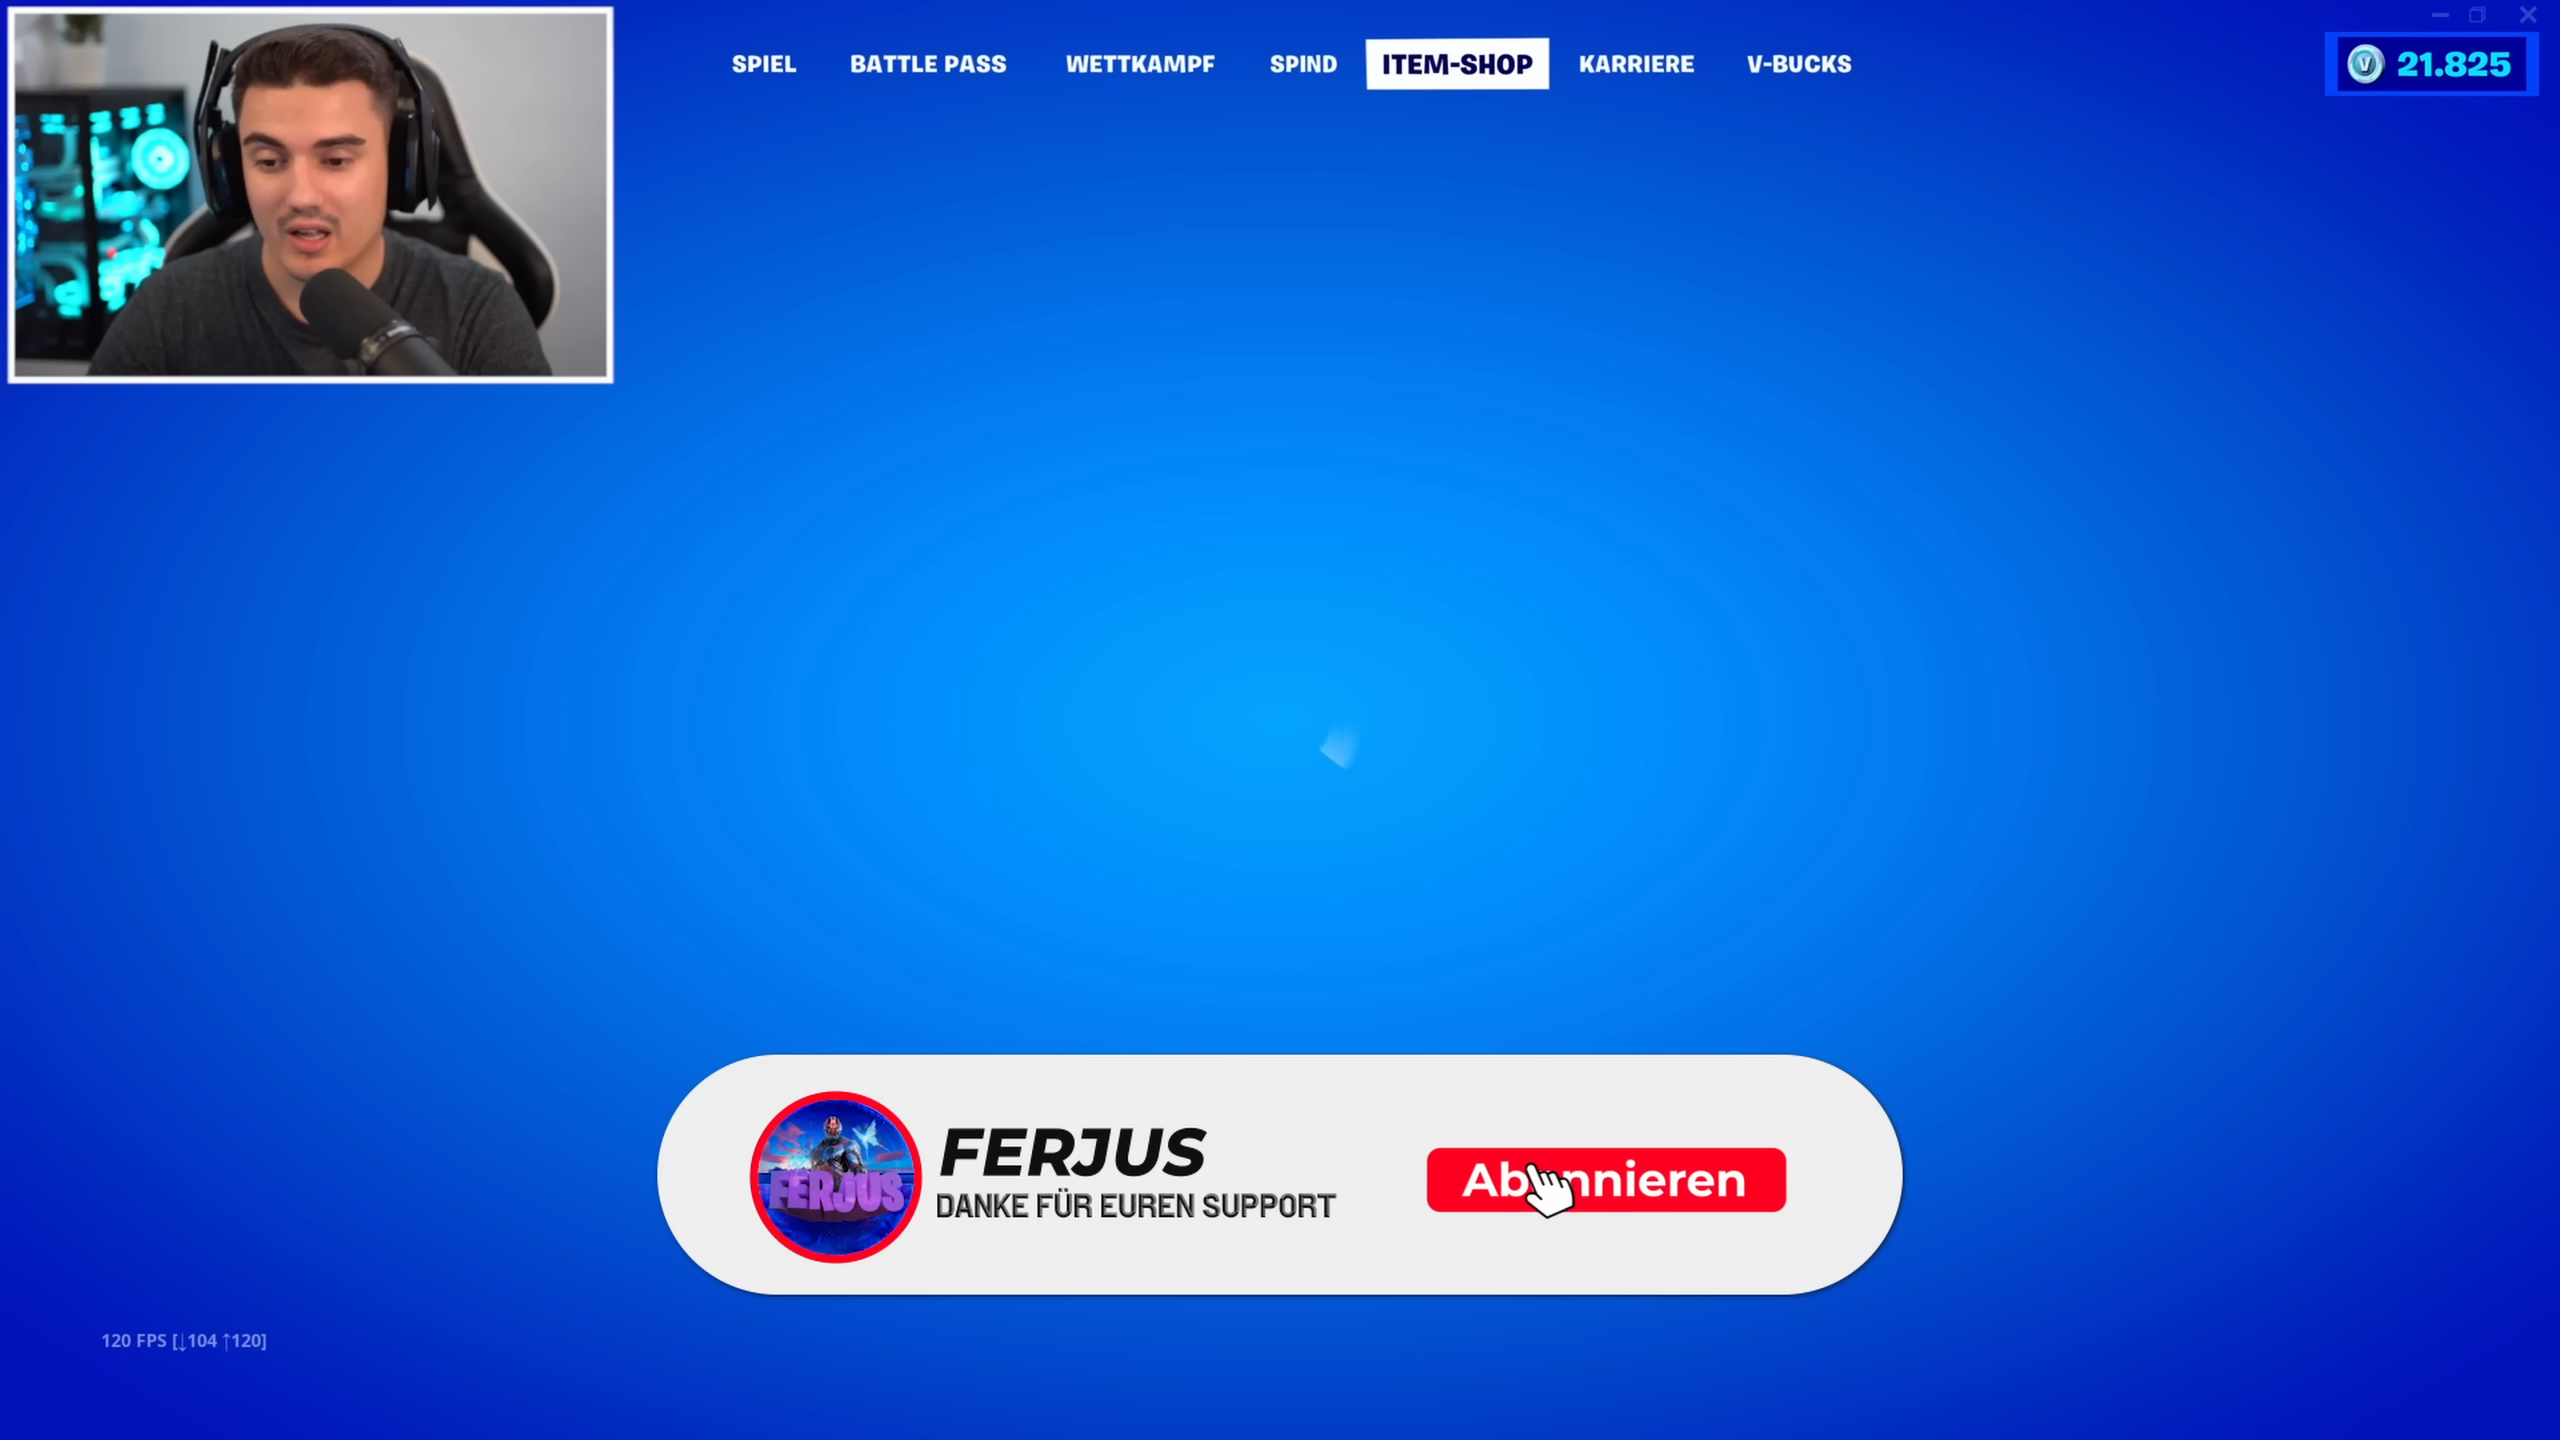 SPIEL BATTLE PASS WETTKAMPF SPIND ITEM-SHOP KARRIERE V-BUCKS
21.825
FERJUS
FERJUS
DANKE FÜR EUREN SUPPORT
Abonnieren
120 FPS [↓104 ↑120]